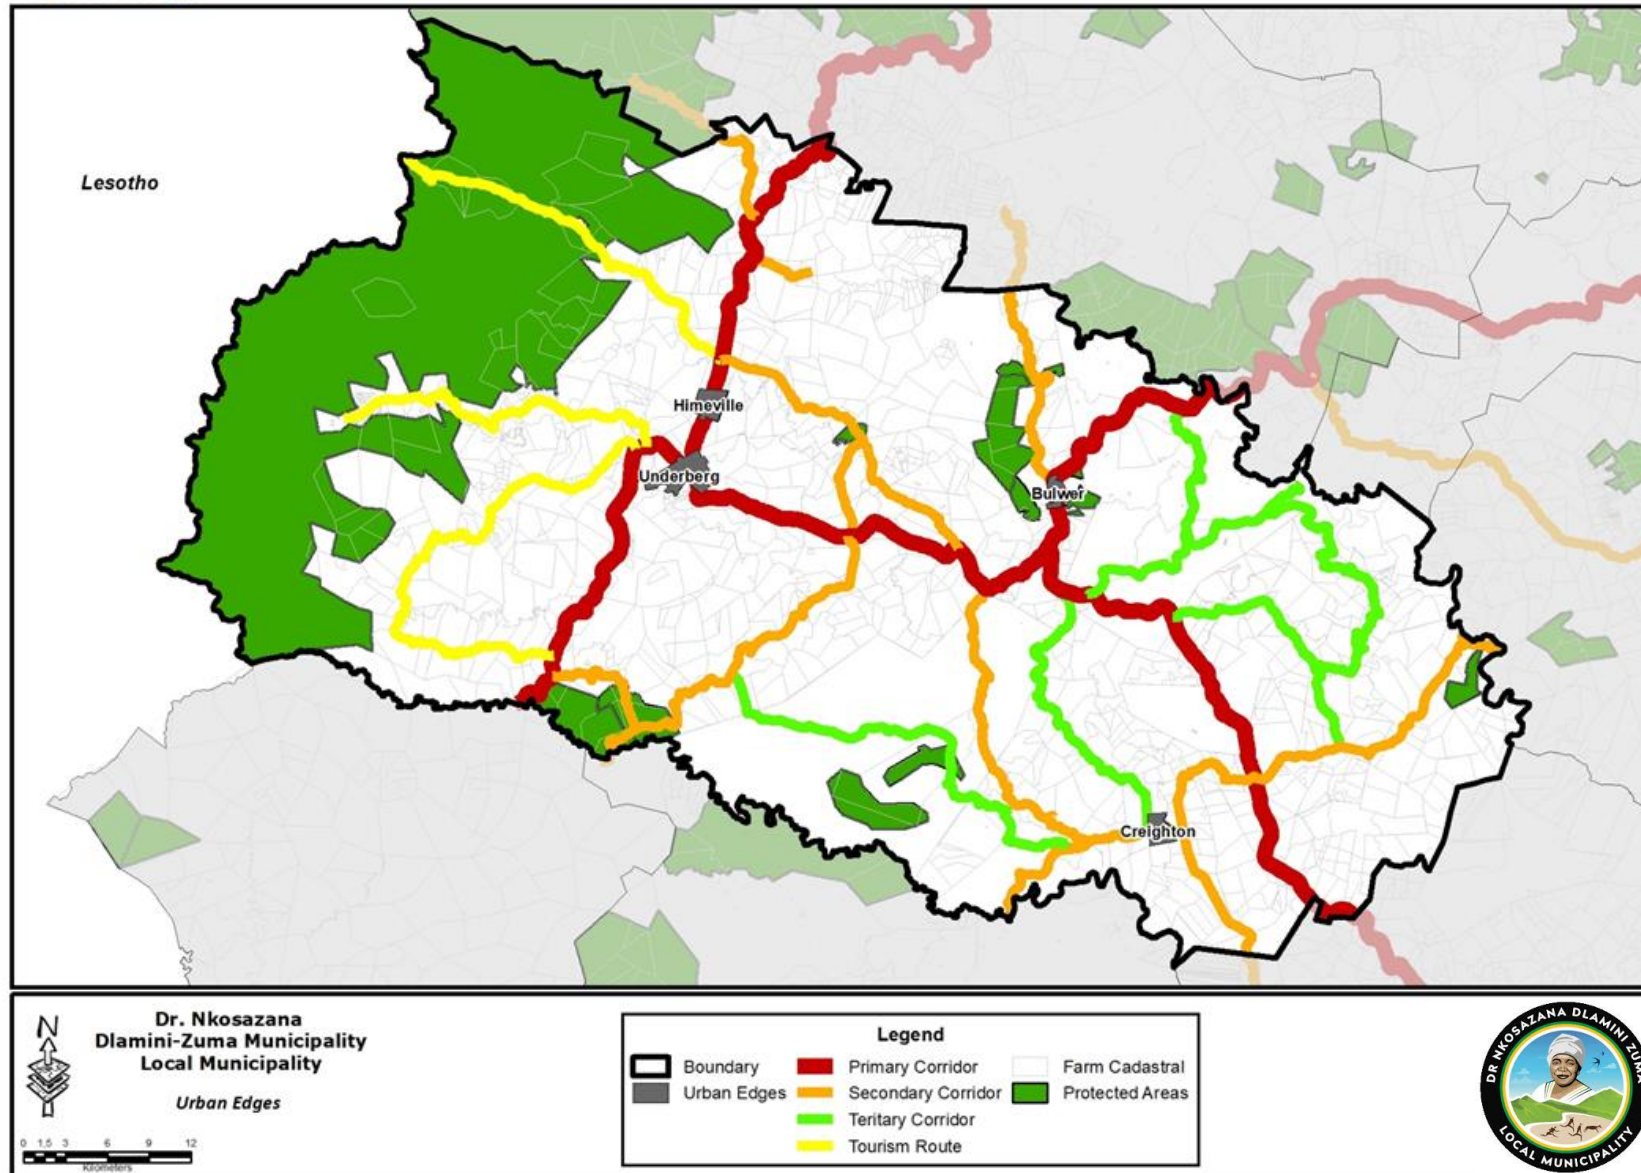 Lesotho
Himeville
Underberg
Bulwer
Creighton
N
Dr. Nkosazana
Dlamini-Zuma Municipality
Local Municipality
Urban Edges
0 1,5 3 6 9 12
Kilometers
Legend
Boundary
Urban Edges
Primary Corridor
Secondary Corridor
Teritary Corridor
Tourism Route
Farm Cadastral
Protected Areas
DR NKOSAZANA DLAMINI ZUMA
LOCAL MUNICIPALITY